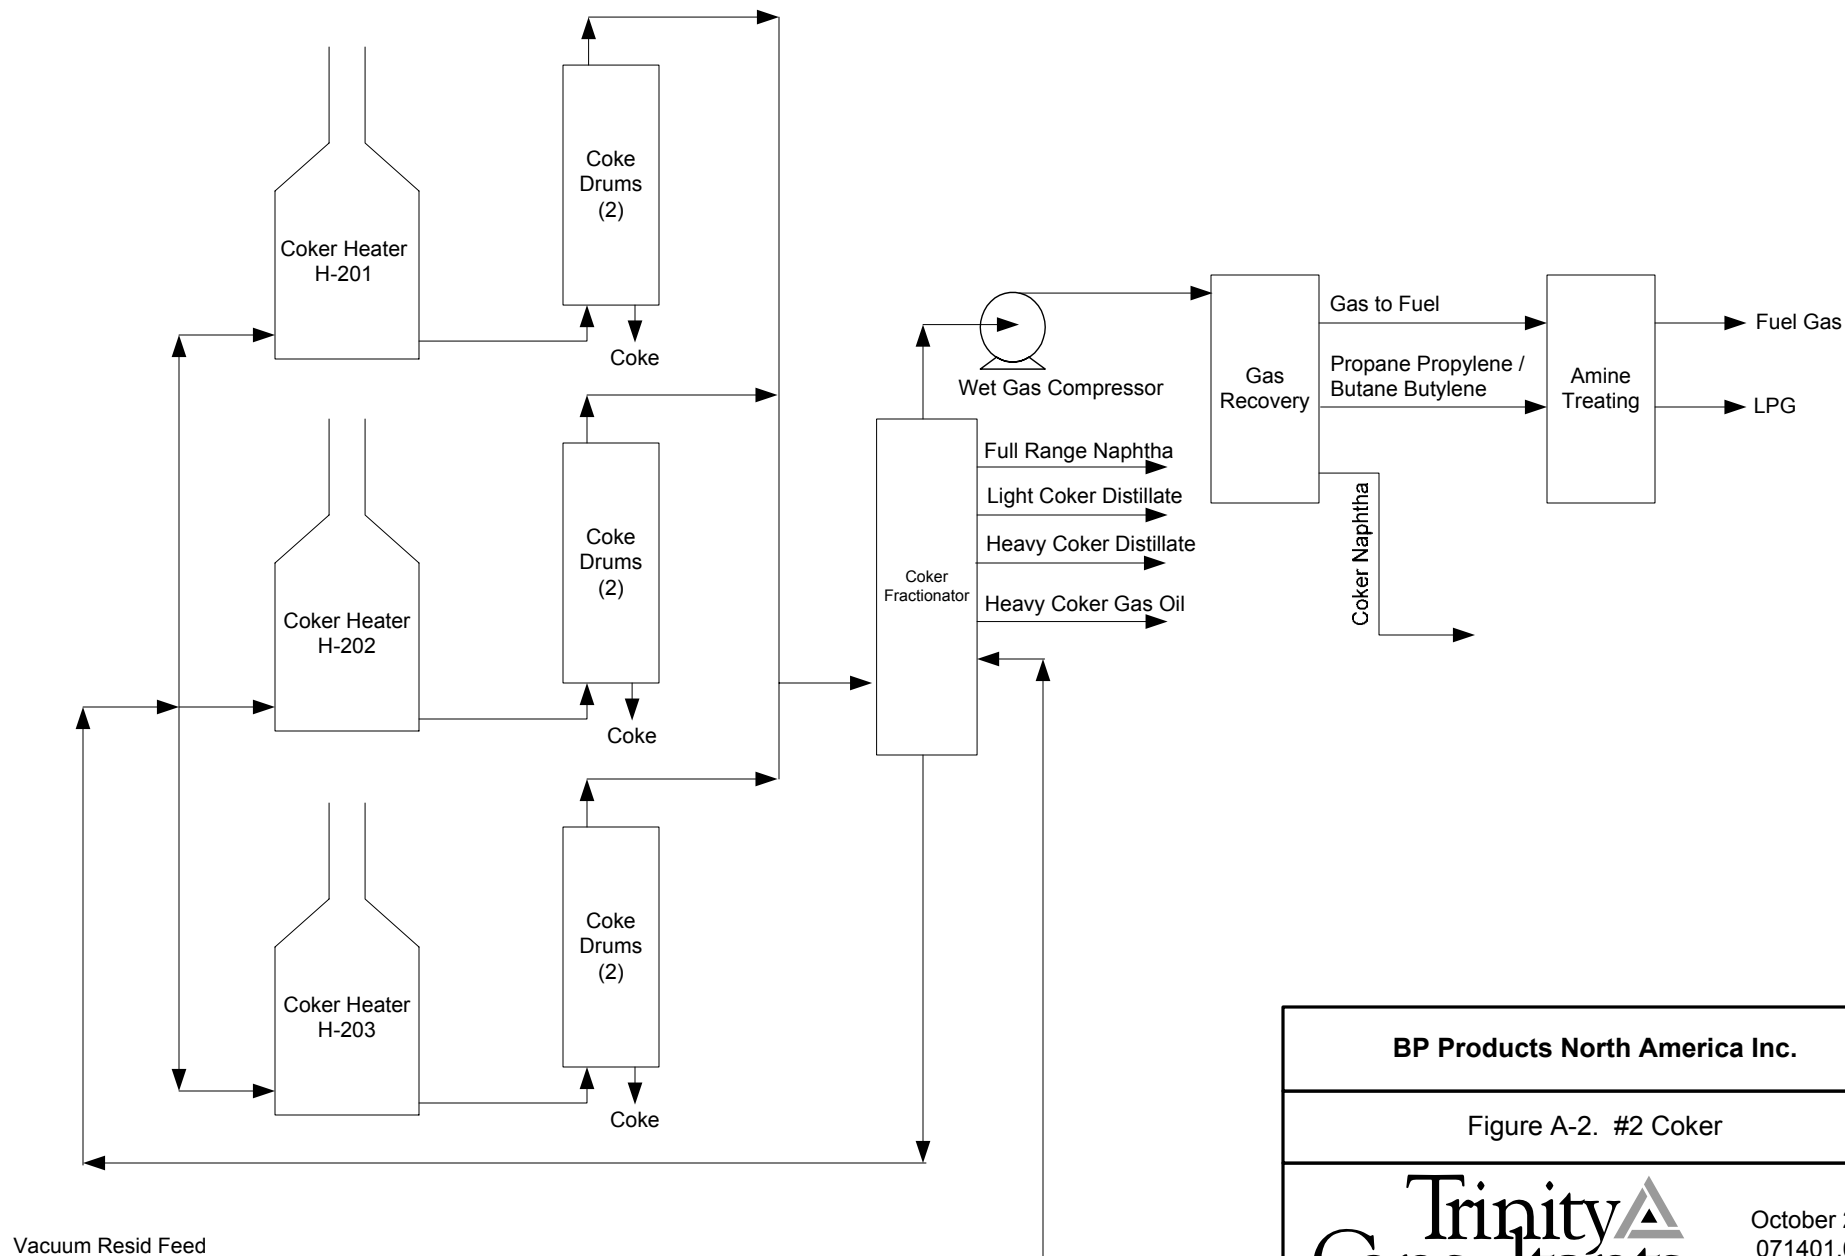 Coke
Drums
(2)
Coker Heater
H-201
Coke
Coke
Drums
(2)
Coker Heater
H-202
Coke
Coke
Drums
(2)
Coker Heater
H-203
Coke
Wet Gas Compressor
Full Range Naphtha
Light Coker Distillate
Heavy Coker Distillate
Heavy Coker Gas Oil
Coker
Fractionator
Gas
Recovery
Gas to Fuel
Propane Propylene /
Butane Butylene
Coker Naphtha
Amine
Treating
Fuel Gas
LPG
Vacuum Resid Feed
BP Products North America Inc.
Figure A-2. #2 Coker
Trinity
Consultants
October